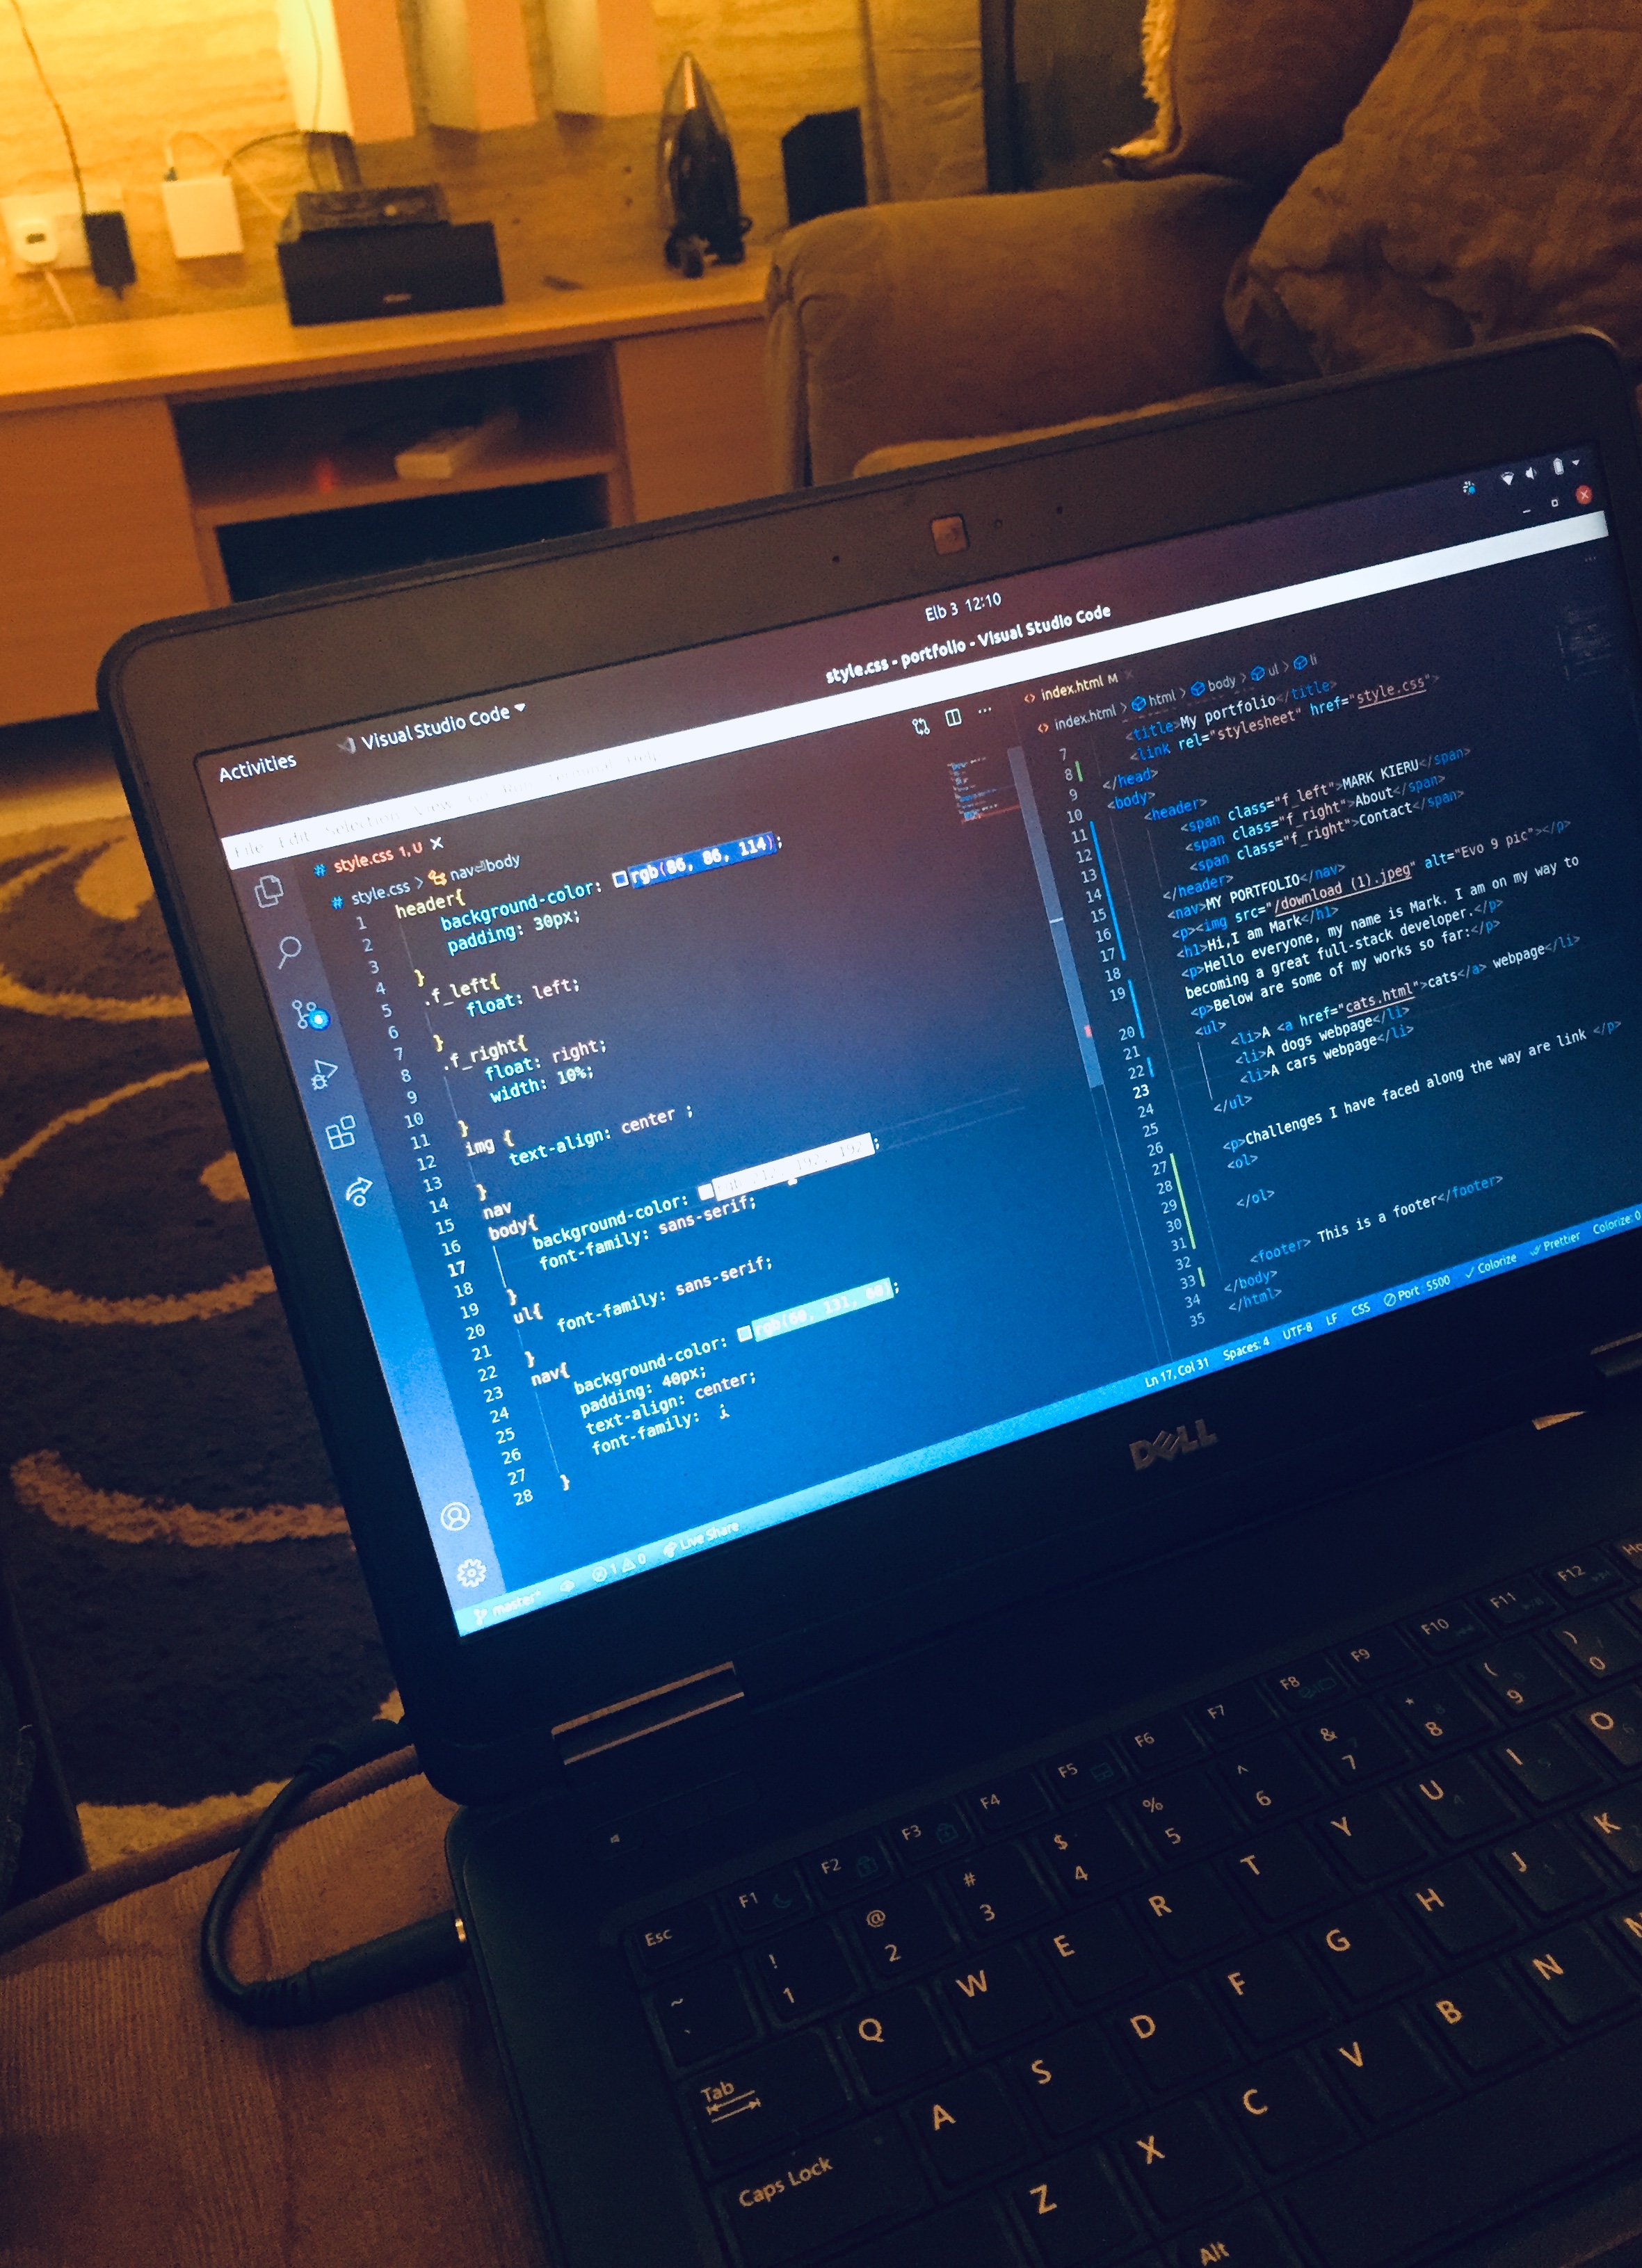 Elb 3 12:10
Activities
Visual Studio Code
style.css - portfolio - Visual Studio Code
File Edit Selection View
# style.css 1, U
# style.css > nav⏎body
1 header{
2 background-color: rgb(86, 86, 114);
3 padding: 30px;
4 }
5 .f_left{
6 float: left;
7 }
8 .f_right{
9 float: right;
10 width: 10%;
11 }
12 img {
13 text-align: center ;
14 }
15 nav
16 body{
17 background-color: ;
18 font-family: sans-serif;
19 }
20 ul{
21 font-family: sans-serif;
22 }
23 nav{
24 background-color: rgb(60, 131, 60);
25 padding: 40px;
26 text-align: center;
27 font-family: ;
28 }
<> index.html M
<> index.html > html > body > ul > li
7 <title>My portfolio</title>
8 <link rel="stylesheet" href="style.css">
9 </head>
10 <body>
11 <header>
12 <span class="f_left">MARK KIERU</span>
13 <span class="f_right">About</span>
14 <span class="f_right">Contact</span>
15 </header>
16 <nav>MY PORTFOLIO</nav>
17 <p><img src="/download (1).jpeg" alt="Evo 9 pic"></p>
18 <h1>Hi,I am Mark</h1>
19 <p>Hello everyone, my name is Mark. I am on my way to
becoming a great full-stack developer.</p>
20 <p>Below are some of my works so far:</p>
21 <ul>
22 <li>A <a href="cats.html">cats</a> webpage</li>
23 <li>A dogs webpage</li>
24 <li>A cars webpage</li>
25
26 </ul>
27
28 <p>Challenges I have faced along the way are link </p>
29 <ol>
30
31 </ol>
32
33 <footer> This is a footer</footer>
34 </body>
35 </html>
master* 1 0 Live Share
Ln 17, Col 31 Spaces: 4 UTF-8 LF CSS Port : 5500 Colorize Prettier Colorize: 0
DELL
Esc F1 F2 F3 F4 F5 F6 F7 F8 F9 F10 F11 F12
~ ` ! 1 @ 2 # 3 $ 4 % 5 ^ 6 & 7 * 8 ( 9 ) 0
Tab Q W E R T Y U I O
Caps Lock A S D F G H J K
Z X C V B N
Alt